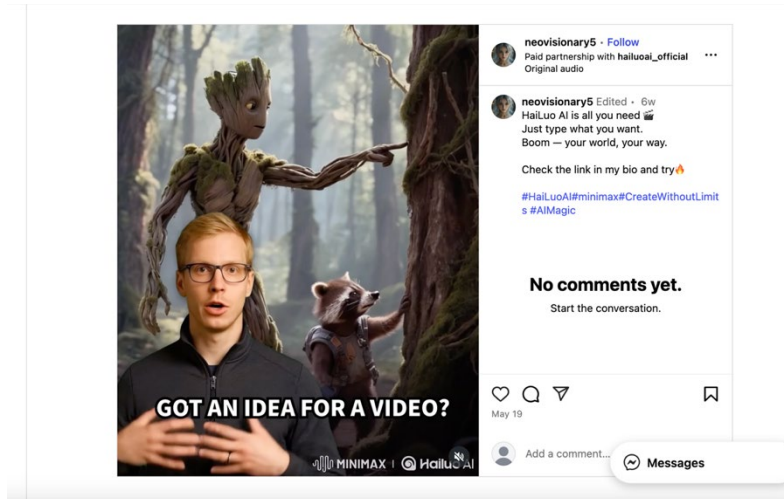 neovisionary5 · Follow
Paid partnership with hailuoai_official
Original audio
neovisionary5 Edited · 6w
HaiLuo AI is all you need 🎬
Just type what you want.
Boom — your world, your way.
Check the link in my bio and try🔥
#HaiLuoAI#minimax#CreateWithoutLimit
s #AIMagic
No comments yet.
Start the conversation.
GOT AN IDEA FOR A VIDEO?
MINIMAX | Hailuo AI
May 19
Add a comment...
Messages